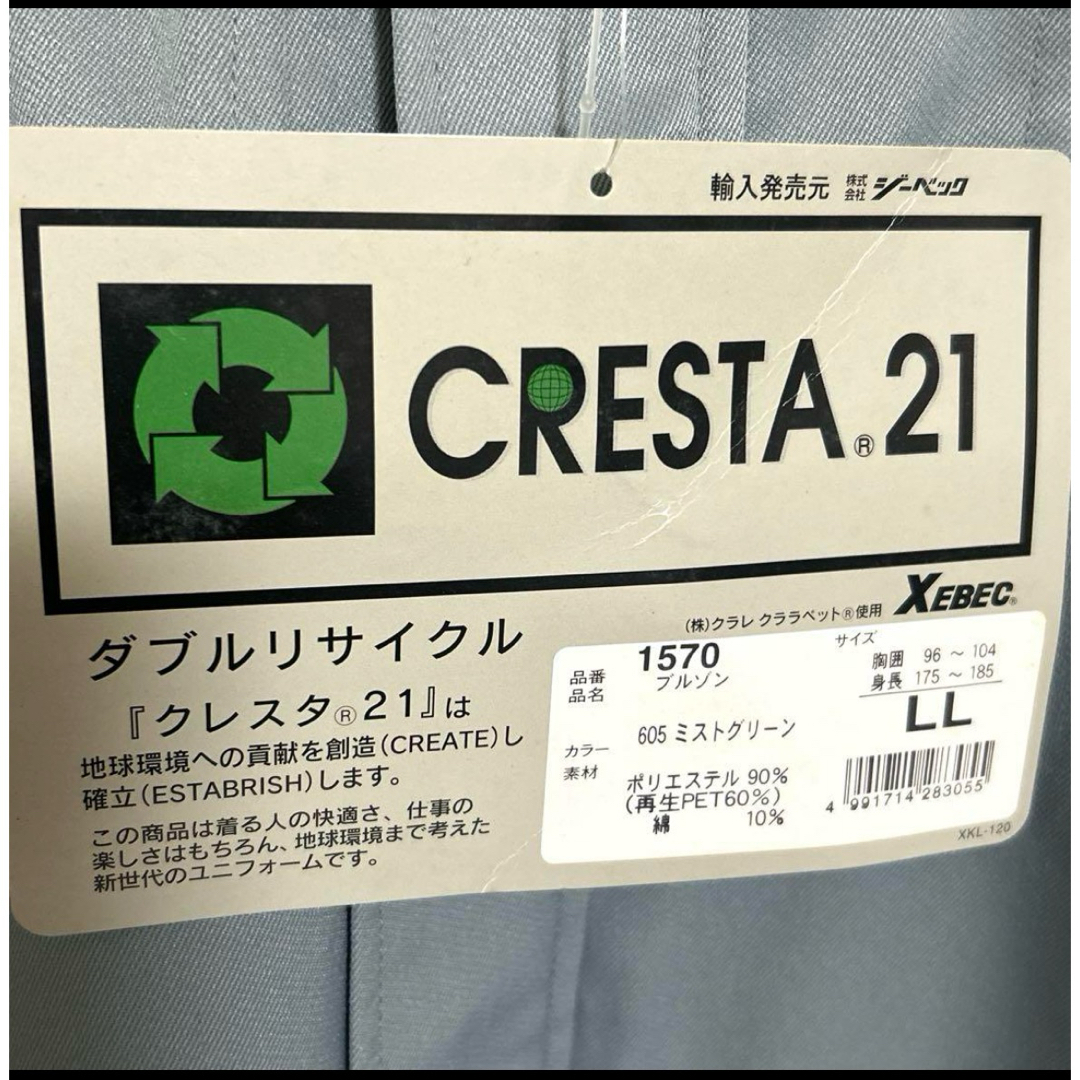 輸入発売元 株式会社 ジーベック
CRESTA®21
(株)クラレ クララペット®使用 XEBEC®
ダブルリサイクル
『クレスタ®21』は
地球環境への貢献を創造(CREATE)し
確立(ESTABRISH)します。
この商品は着る人の快適さ、仕事の
楽しさはもちろん、地球環境まで考えた
新世代のユニフォームです。
品番 1570
品名 ブルゾン
カラー 605 ミストグリーン
素材 ポリエステル 90%
(再生PET60%)
綿 10%
サイズ
胸囲 96 ～ 104
身長 175 ～ 185
LL
4 991714 283055
XKL-120